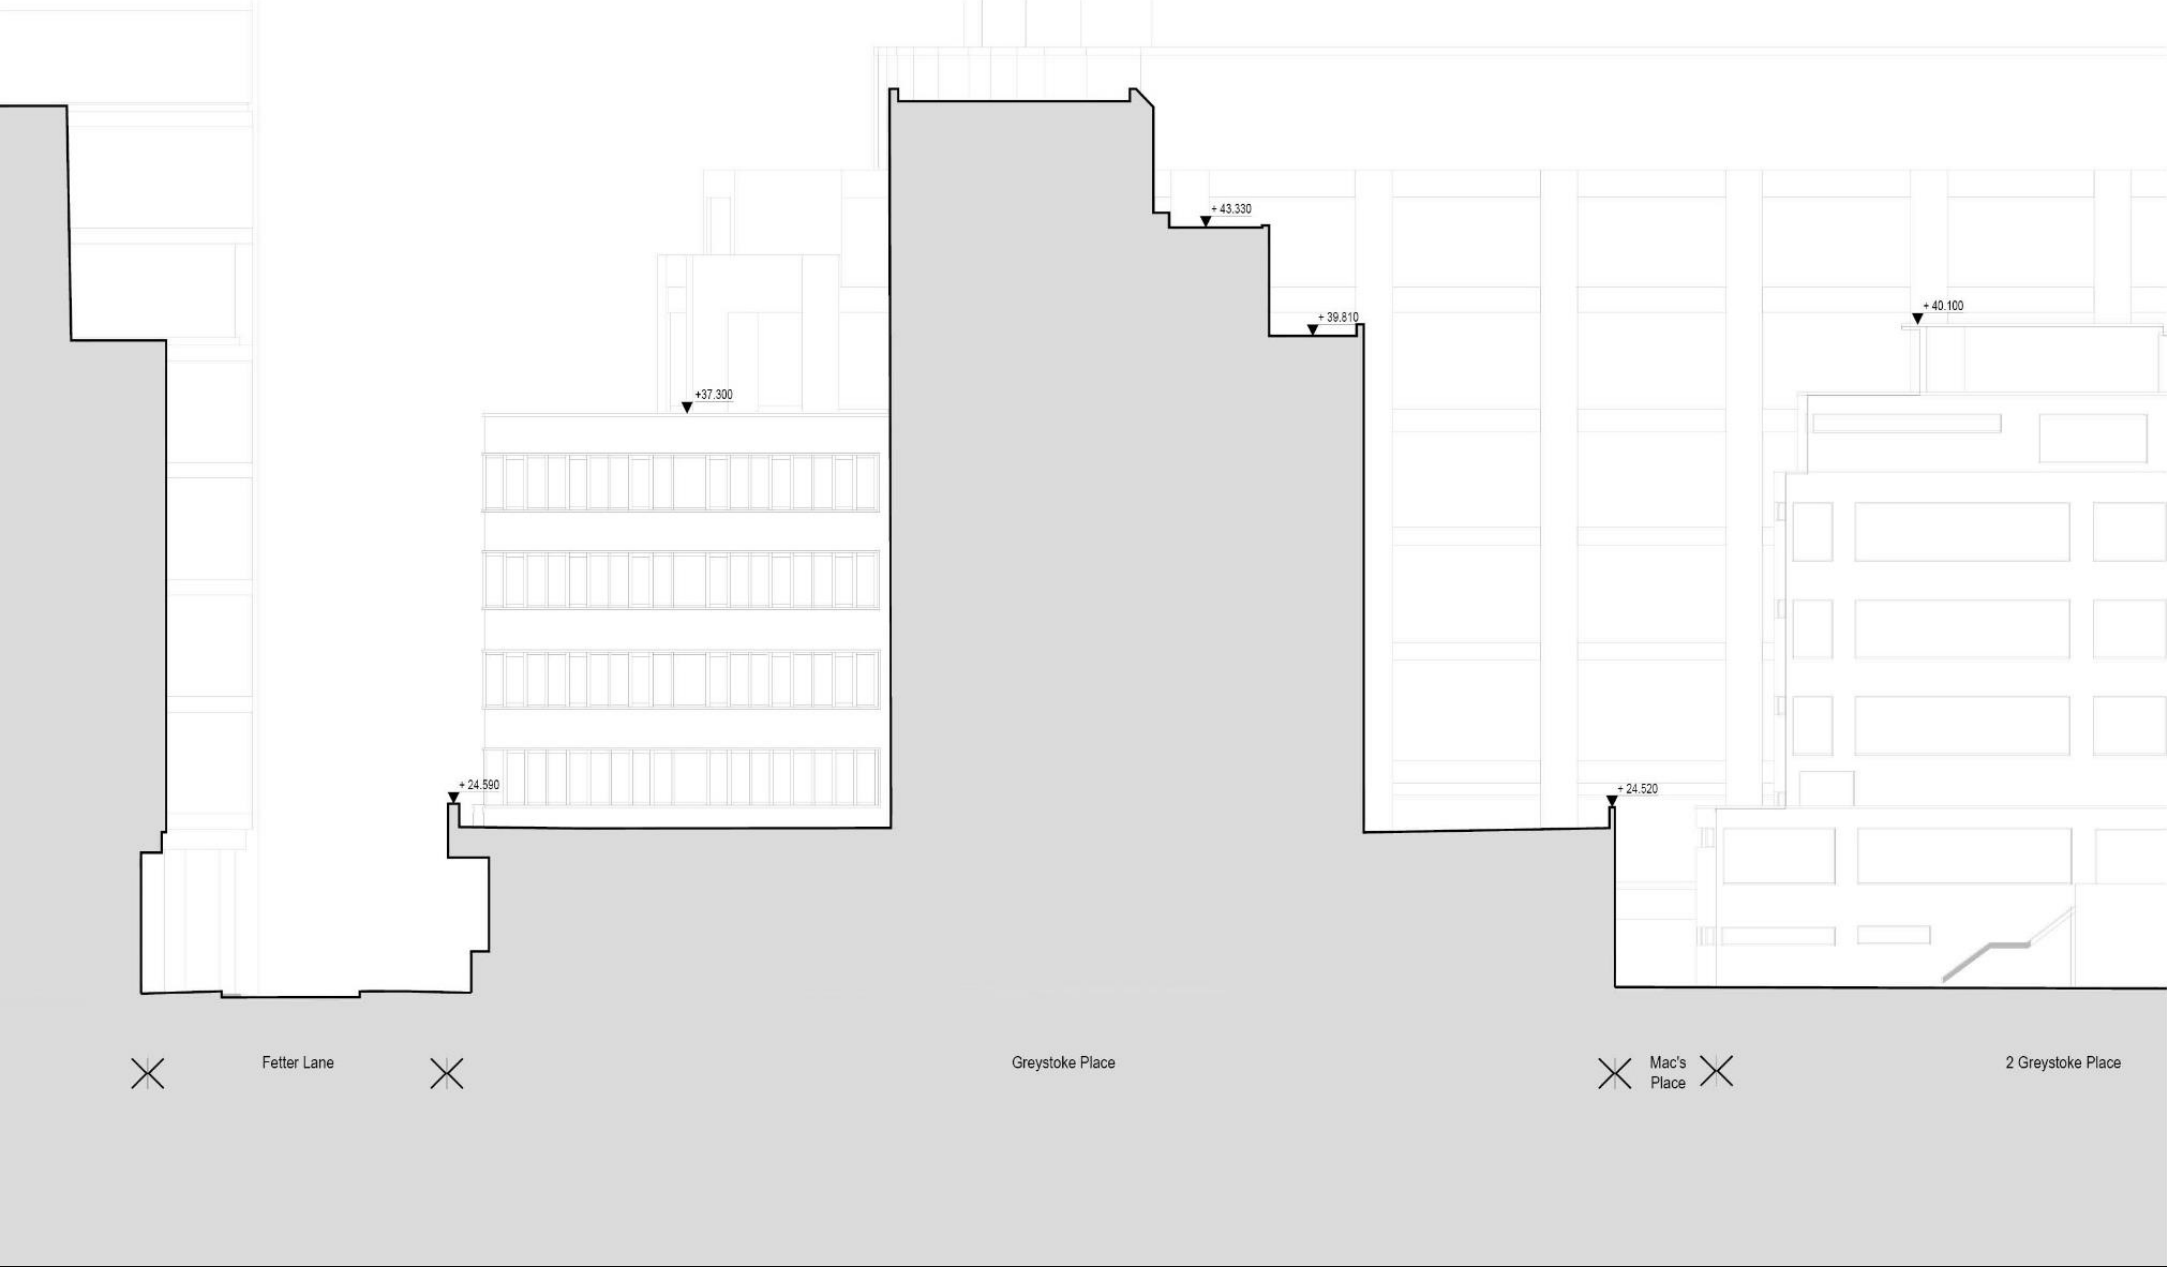 + 43.330
+ 40.100
+ 39.810
+37.300
+ 24.590
+ 24.520
Fetter Lane
Greystoke Place
Mac's
Place
2 Greystoke Place